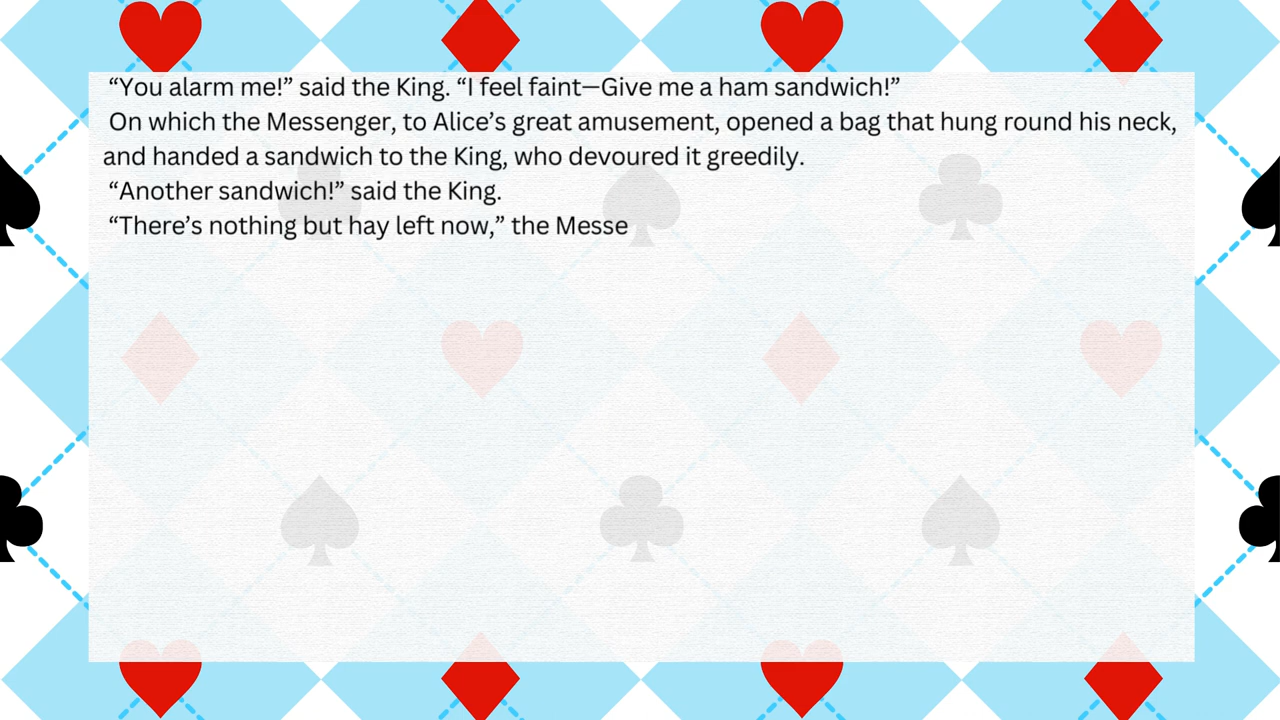 “You alarm me!” said the King. “I feel faint—Give me a ham sandwich!”
On which the Messenger, to Alice’s great amusement, opened a bag that hung round his neck,
and handed a sandwich to the King, who devoured it greedily.
“Another sandwich!” said the King.
“There’s nothing but hay left now,” the Messe